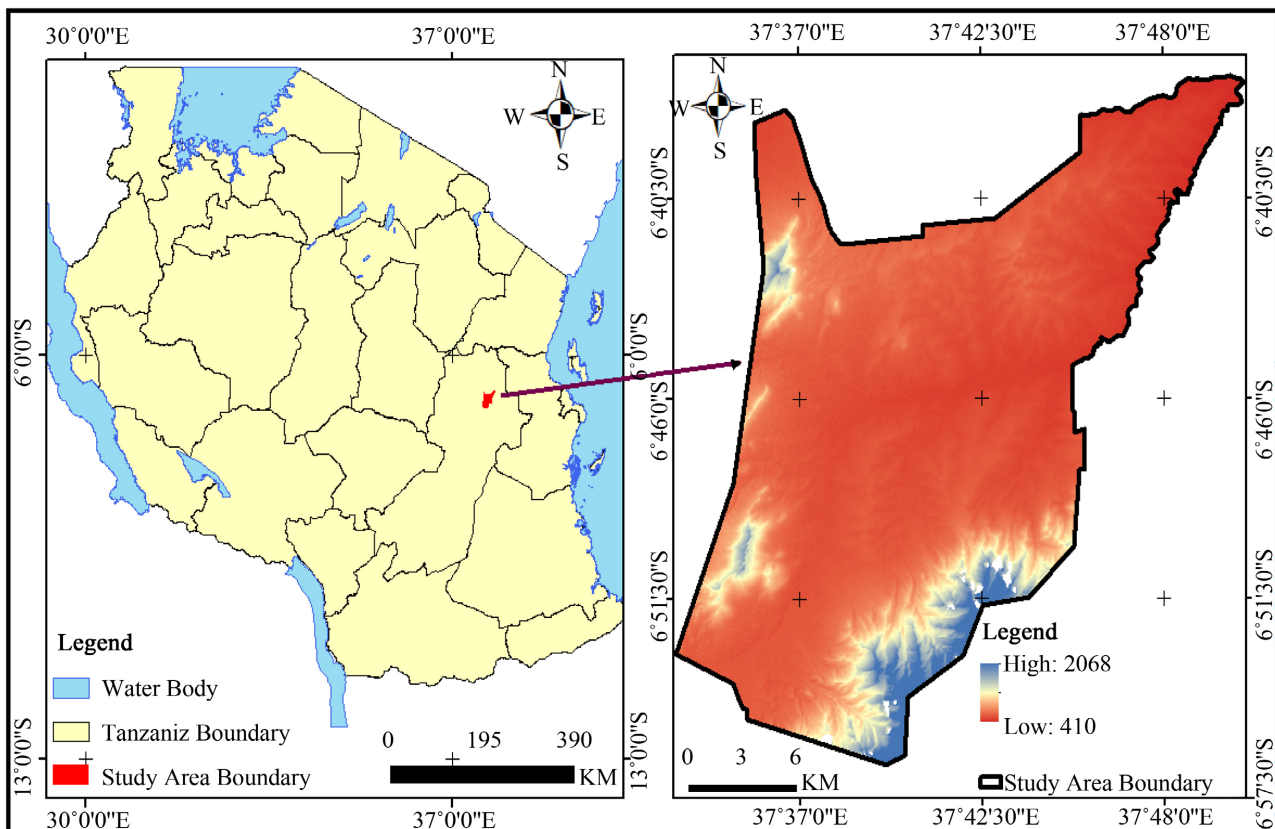 30°0'0"E 37°0'0"E
N
W E
S
6°0'0"S 6°0'0"S
Legend
Water Body
Tanzaniz Boundary
Study Area Boundary
0 195 390
KM
13°0'0"S 13°0'0"S
30°0'0"E 37°0'0"E
37°37'0"E 37°42'30"E 37°48'0"E
N
W E
S
6°40'30"S 6°40'30"S
6°46'0"S 6°46'0"S
6°51'30"S 6°51'30"S
Legend
High: 2068
Low: 410
0 3 6
KM
Study Area Boundary
6°57'30"S
37°37'0"E 37°42'30"E 37°48'0"E